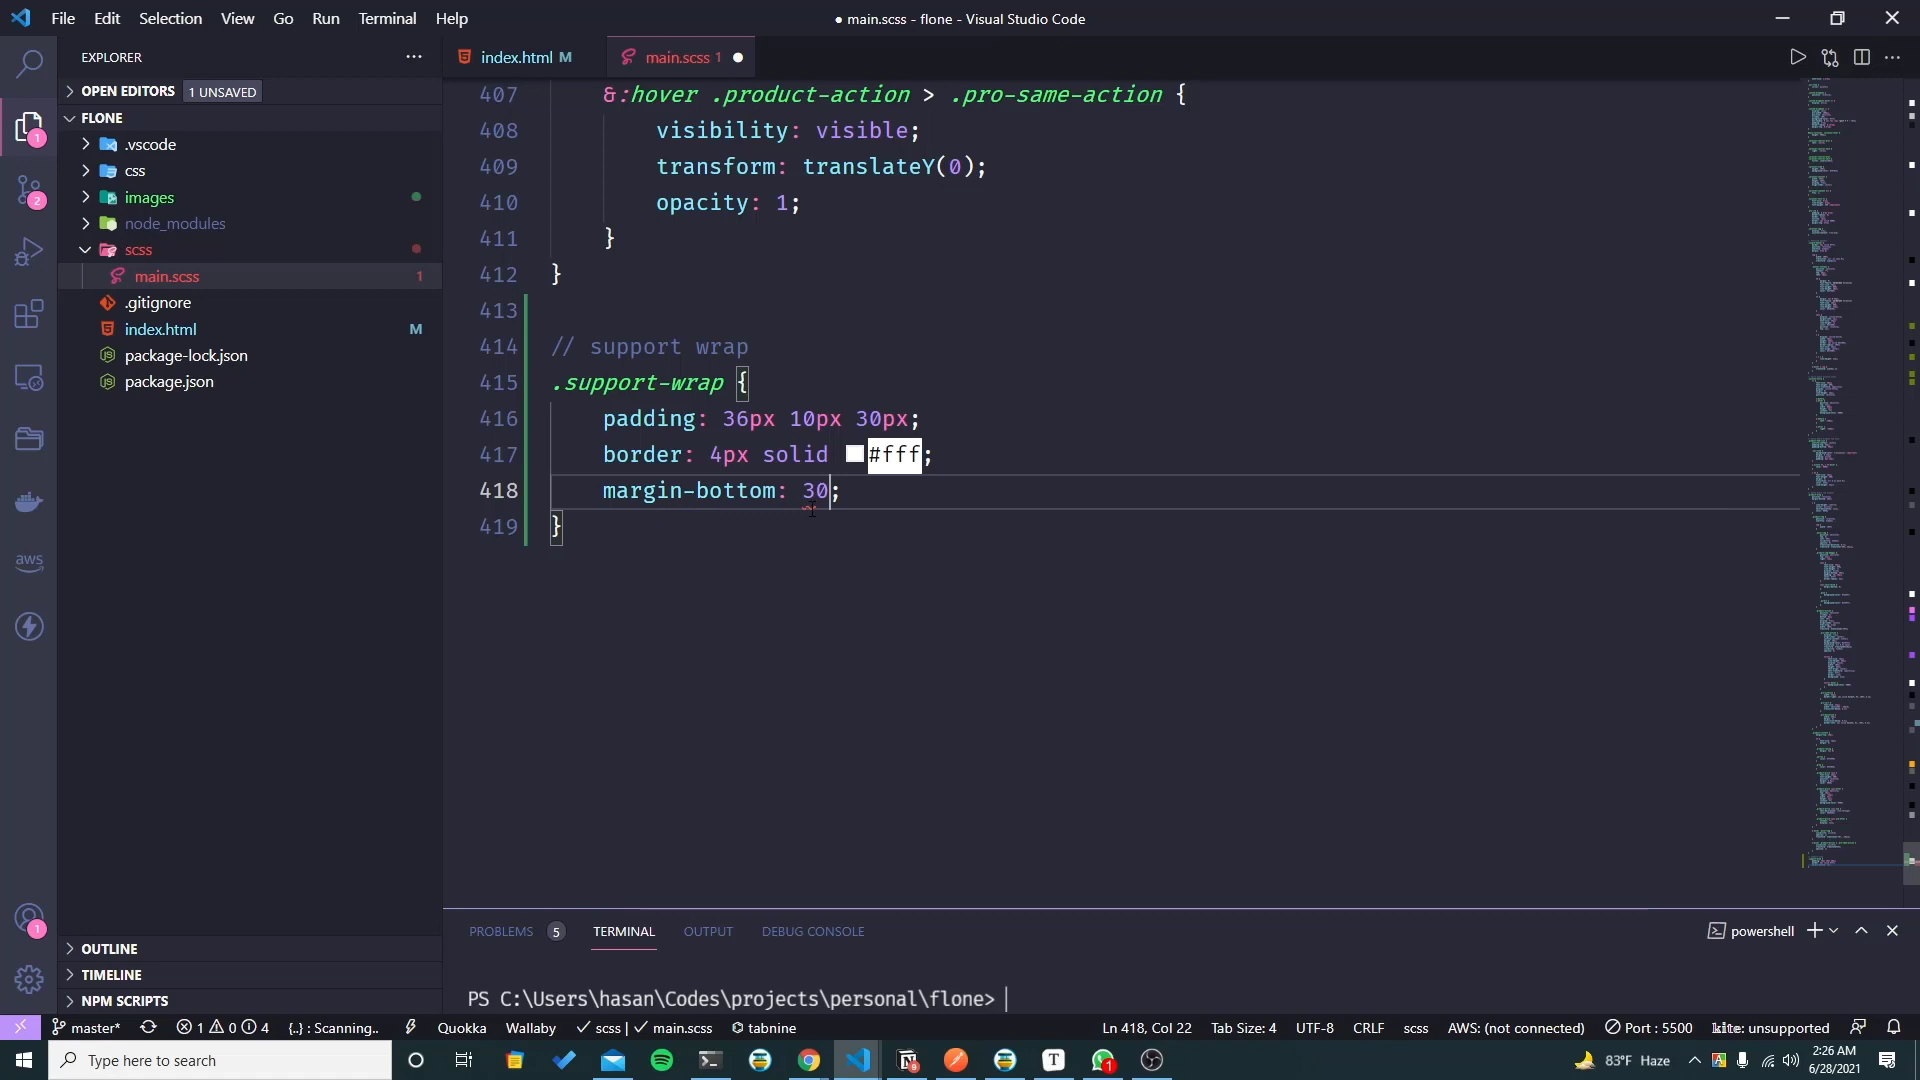 File Edit Selection View Go Run Terminal Help
● main.scss - flone - Visual Studio Code
EXPLORER
index.html M
main.scss 1
OPEN EDITORS 1 UNSAVED
FLONE
.vscode
css
images
node_modules
scss
main.scss 1
.gitignore
index.html M
package-lock.json
package.json
407 &:hover .product-action > .pro-same-action {
408 visibility: visible;
409 transform: translateY(0);
410 opacity: 1;
411 }
412 }
413
414 // support wrap
415 .support-wrap {
416 padding: 36px 10px 30px;
417 border: 4px solid #fff;
418 margin-bottom: 30;
419 }
1
2
aws
1
OUTLINE
TIMELINE
NPM SCRIPTS
PROBLEMS 5 TERMINAL OUTPUT DEBUG CONSOLE
powershell
PS C:\Users\hasan\Codes\projects\personal\flone>
master* 1 0 4 {..} : Scanning.. Quokka Wallaby scss | main.scss tabnine
Ln 418, Col 22 Tab Size: 4 UTF-8 CRLF scss AWS: (not connected) Port : 5500 kite: unsupported
Type here to search
83°F Haze
2:26 AM
6/28/2021